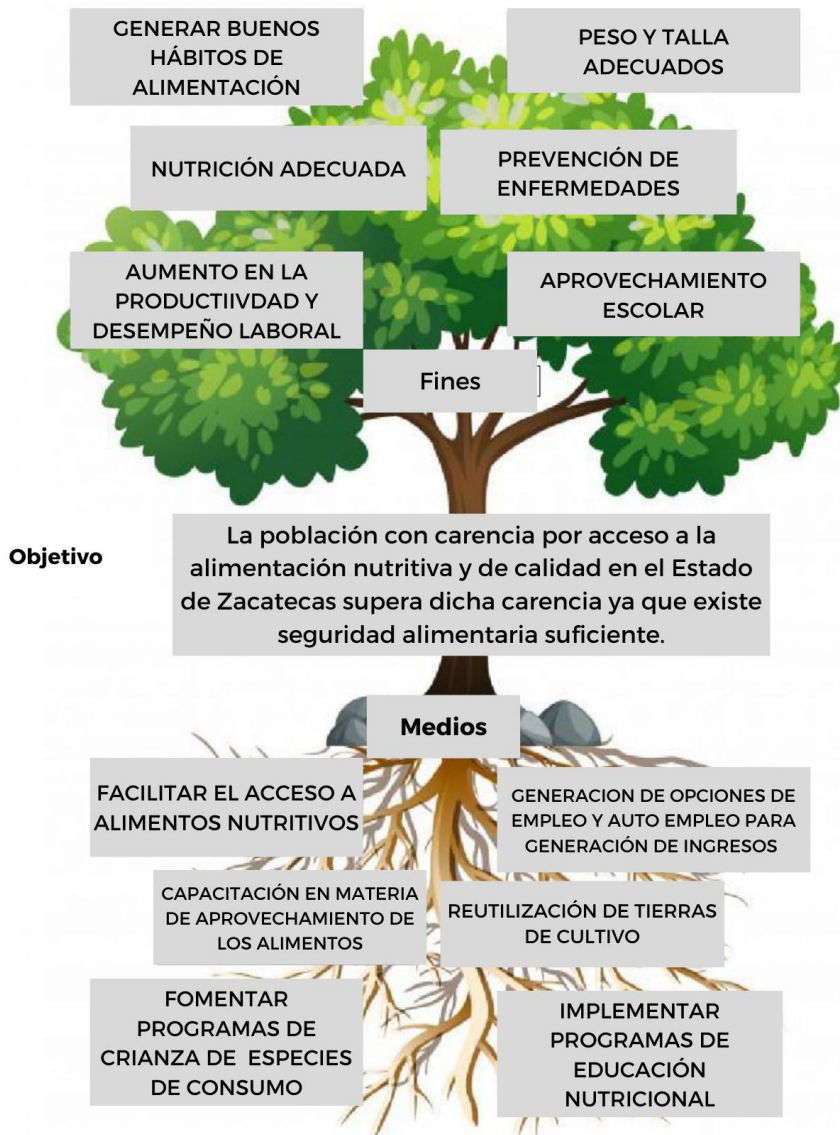 GENERAR BUENOS
HÁBITOS DE
ALIMENTACIÓN
PESO Y TALLA
ADECUADOS
NUTRICIÓN ADECUADA
PREVENCIÓN DE
ENFERMEDADES
AUMENTO EN LA
PRODUCTIIVDAD Y
DESEMPEÑO LABORAL
APROVECHAMIENTO
ESCOLAR
Fines
Objetivo
La población con carencia por acceso a la
alimentación nutritiva y de calidad en el Estado
de Zacatecas supera dicha carencia ya que existe
seguridad alimentaria suficiente.
Medios
FACILITAR EL ACCESO A
ALIMENTOS NUTRITIVOS
GENERACION DE OPCIONES DE
EMPLEO Y AUTO EMPLEO PARA
GENERACIÓN DE INGRESOS
CAPACITACIÓN EN MATERIA
DE APROVECHAMIENTO DE
LOS ALIMENTOS
REUTILIZACIÓN DE TIERRAS
DE CULTIVO
FOMENTAR
PROGRAMAS DE
CRIANZA DE ESPECIES
DE CONSUMO
IMPLEMENTAR
PROGRAMAS DE
EDUCACIÓN
NUTRICIONAL